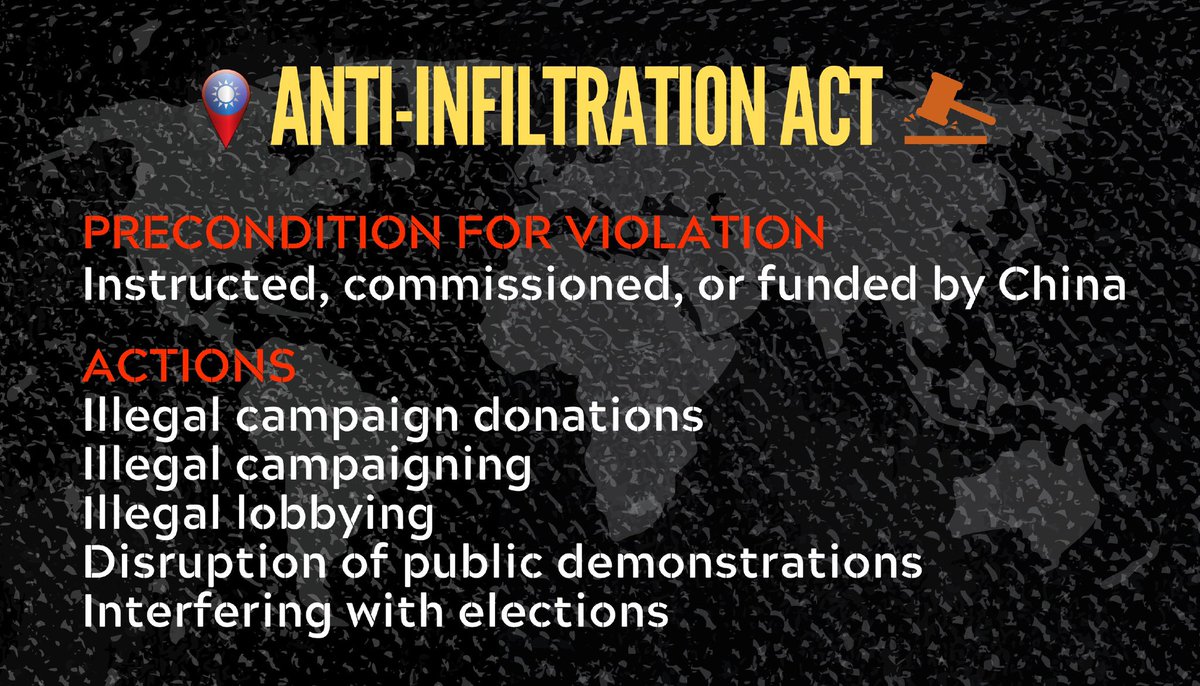 ANTI-INFILTRATION ACT
PRECONDITION FOR VIOLATION
Instructed, commissioned, or funded by China
ACTIONS
Illegal campaign donations
Illegal campaigning
Illegal lobbying
Disruption of public demonstrations
Interfering with elections